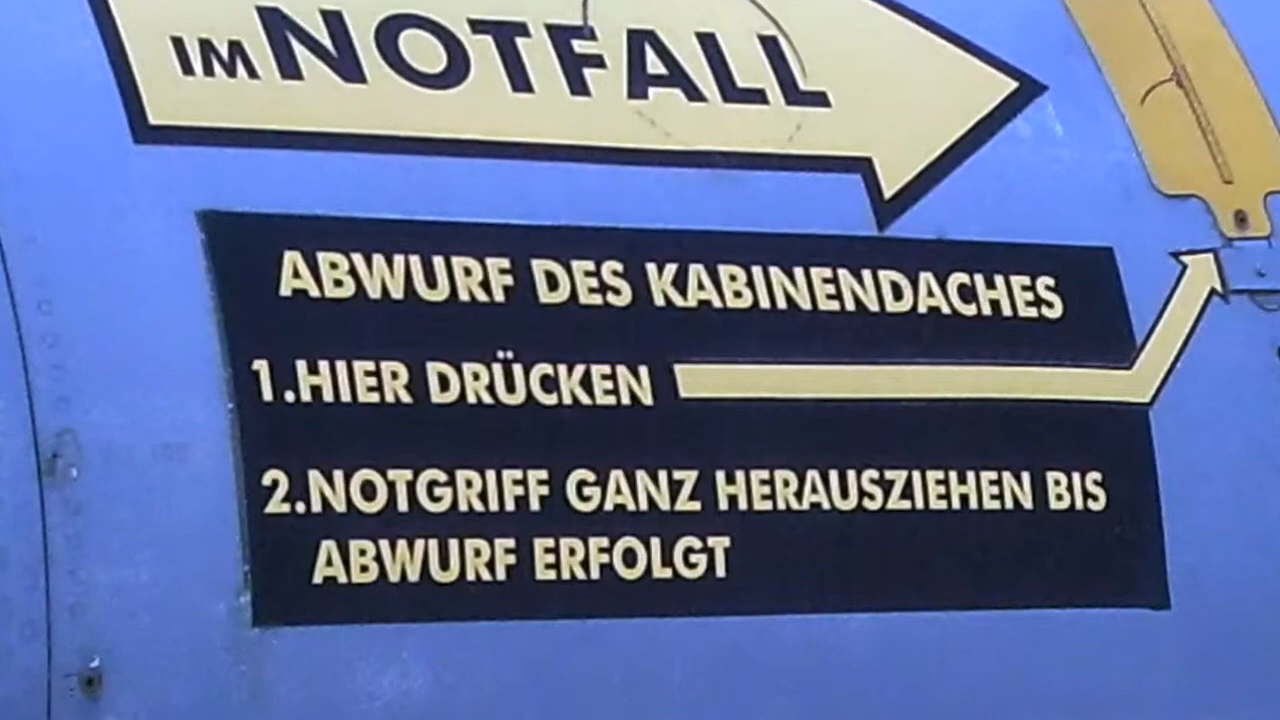 IM NOTFALL
ABWURF DES KABINENDACHES
1.HIER DRÜCKEN
2.NOTGRIFF GANZ HERAUSZIEHEN BIS
ABWURF ERFOLGT